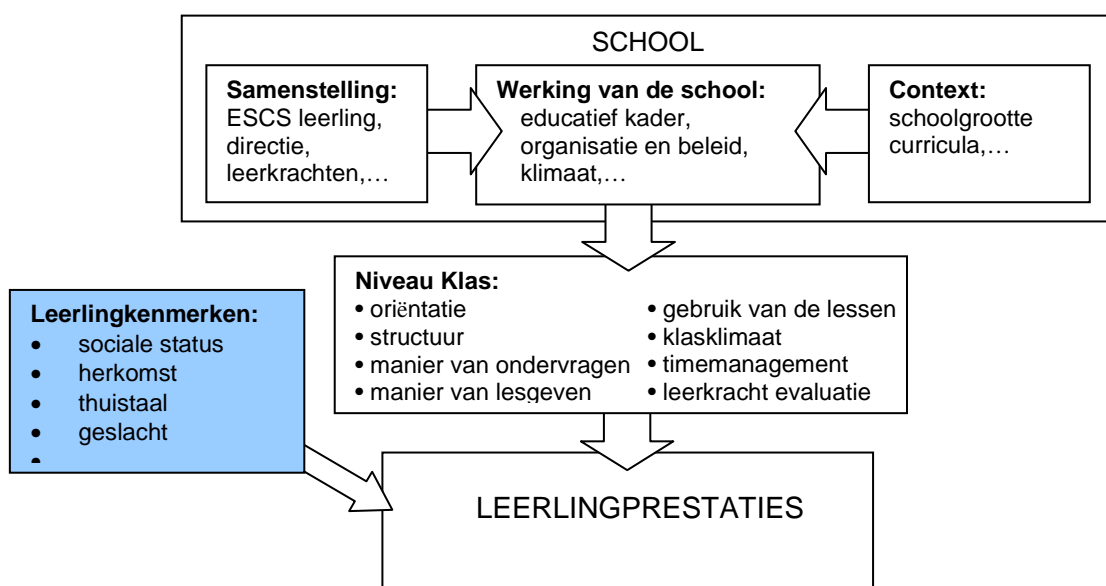 SCHOOL
Samenstelling:
ESCS leerling,
directie,
leerkrachten,…
Werking van de school:
educatief kader,
organisatie en beleid,
klimaat,…
Context:
schoolgrootte
curricula,…
Niveau Klas:
• oriëntatie
• structuur
• manier van ondervragen
• manier van lesgeven
• gebruik van de lessen
• klasklimaat
• timemanagement
• leerkracht evaluatie
Leerlingkenmerken:
• sociale status
• herkomst
• thuistaal
• geslacht
•
LEERLINGPRESTATIES